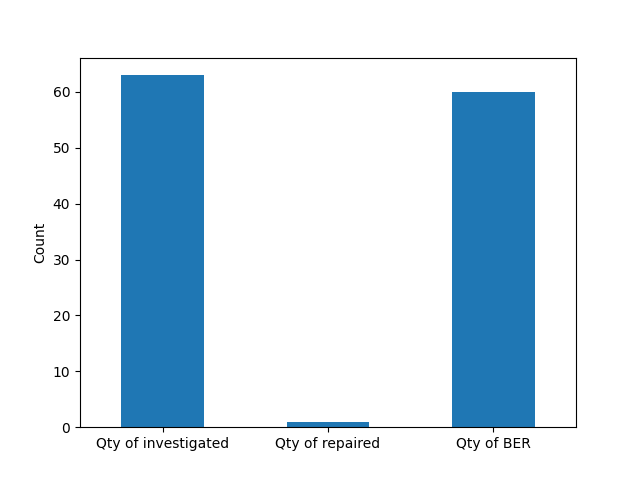 60
50
40
30
20
10
0
Count
Qty of investigated
Qty of repaired
Qty of BER